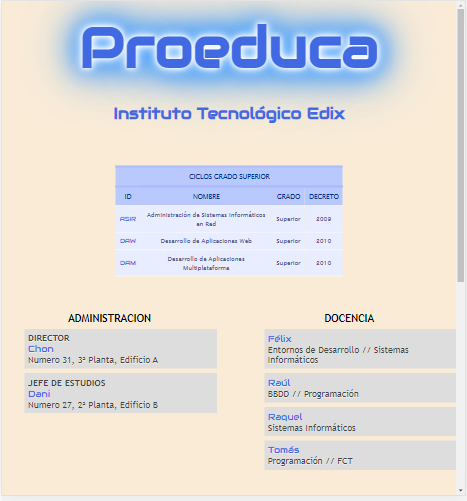 Proeduca
Instituto Tecnológico Edix
CICLOS GRADO SUPERIOR
ID NOMBRE GRADO DECRETO
ASIR Administración de Sistemas Informáticos en Red Superior 2009
DAW Desarrollo de Aplicaciones Web Superior 2010
DAM Desarrollo de Aplicaciones Multiplataforma Superior 2010
ADMINISTRACION
DIRECTOR
Chon
Numero 31, 3ª Planta, Edificio A
JEFE DE ESTUDIOS
Dani
Numero 27, 2ª Planta, Edificio B
DOCENCIA
Félix
Entornos de Desarrollo // Sistemas
Informáticos
Raúl
BBDD // Programación
Raquel
Sistemas Informáticos
Tomás
Programación // FCT